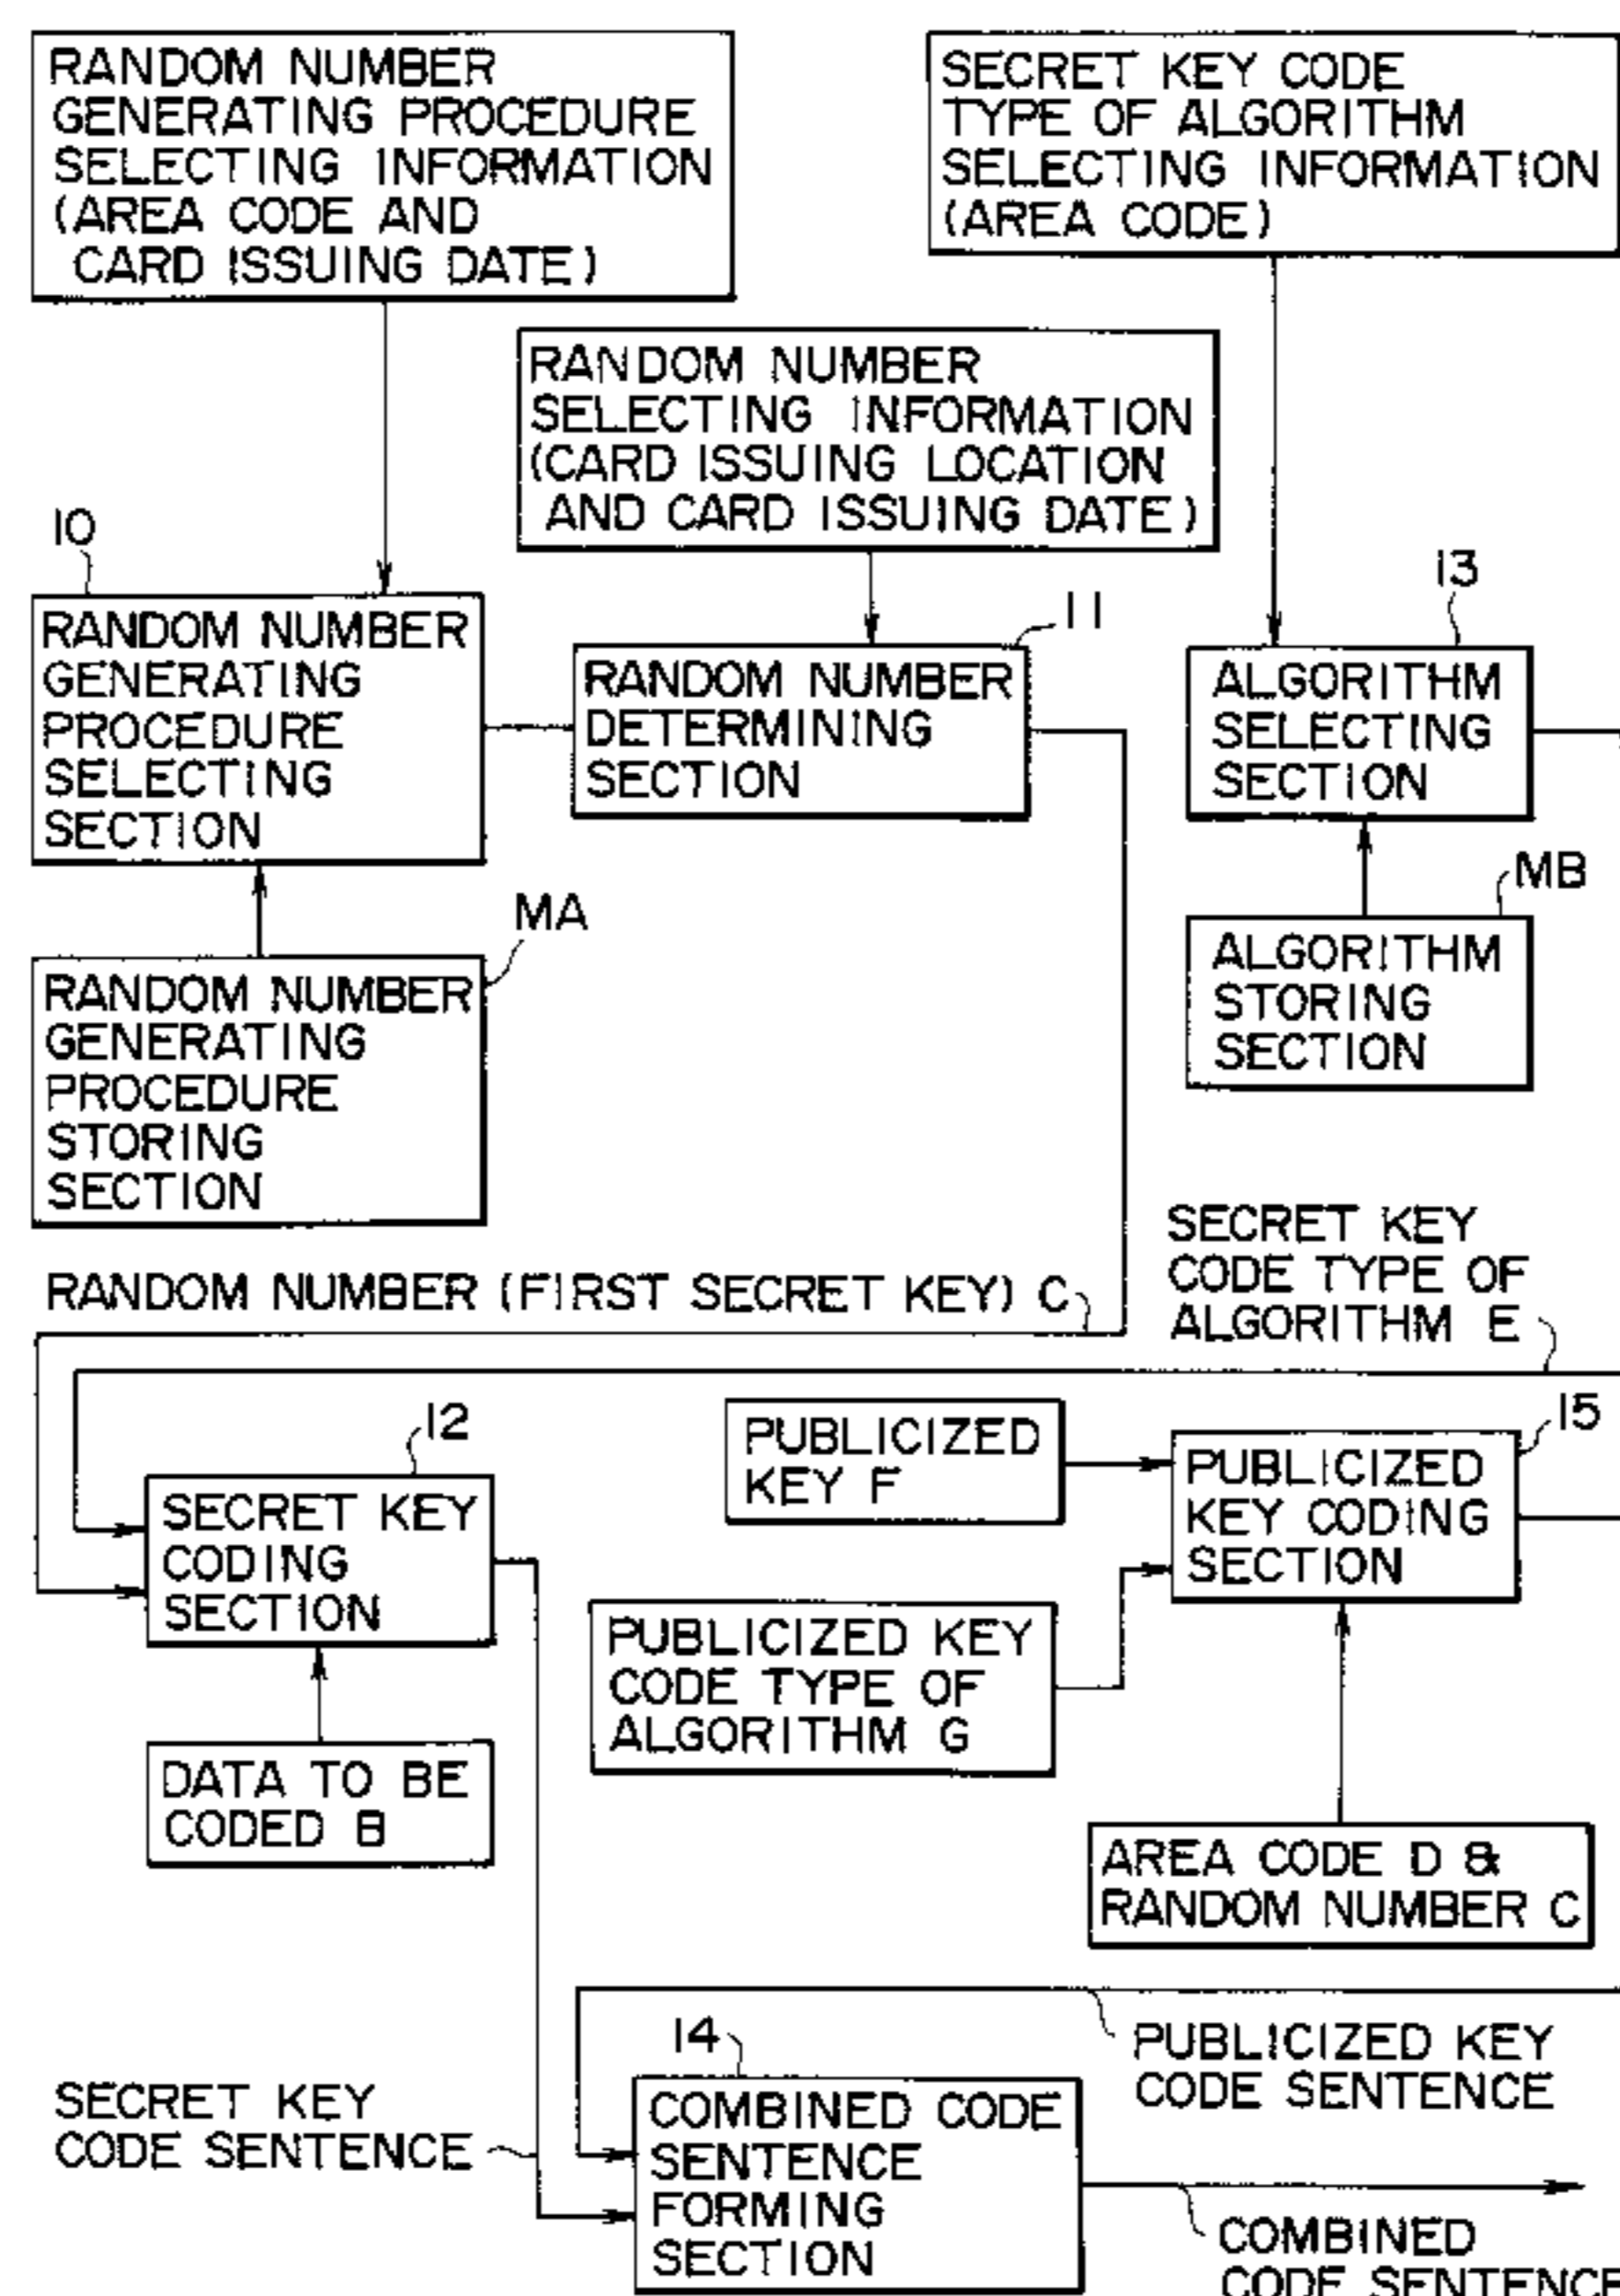 RANDOM NUMBER
GENERATING PROCEDURE
SELECTING INFORMATION
(AREA CODE AND
CARD ISSUING DATE)
SECRET KEY CODE
TYPE OF ALGORITHM
SELECTING INFORMATION
(AREA CODE)
RANDOM NUMBER
SELECTING INFORMATION
(CARD ISSUING LOCATION
AND CARD ISSUING DATE)
10
RANDOM NUMBER
GENERATING
PROCEDURE
SELECTING
SECTION
11
RANDOM NUMBER
DETERMINING
SECTION
13
ALGORITHM
SELECTING
SECTION
MA
RANDOM NUMBER
GENERATING
PROCEDURE
STORING
SECTION
MB
ALGORITHM
STORING
SECTION
RANDOM NUMBER (FIRST SECRET KEY) C
SECRET KEY
CODE TYPE OF
ALGORITHM E
12
SECRET KEY
CODING
SECTION
PUBLICIZED
KEY F
15
PUBLICIZED
KEY CODING
SECTION
PUBLICIZED KEY
CODE TYPE OF
ALGORITHM G
DATA TO BE
CODED B
AREA CODE D &
RANDOM NUMBER C
PUBLICIZED KEY
CODE SENTENCE
SECRET KEY
CODE SENTENCE
14
COMBINED CODE
SENTENCE
FORMING
SECTION
COMBINED
CODE SENTENCE